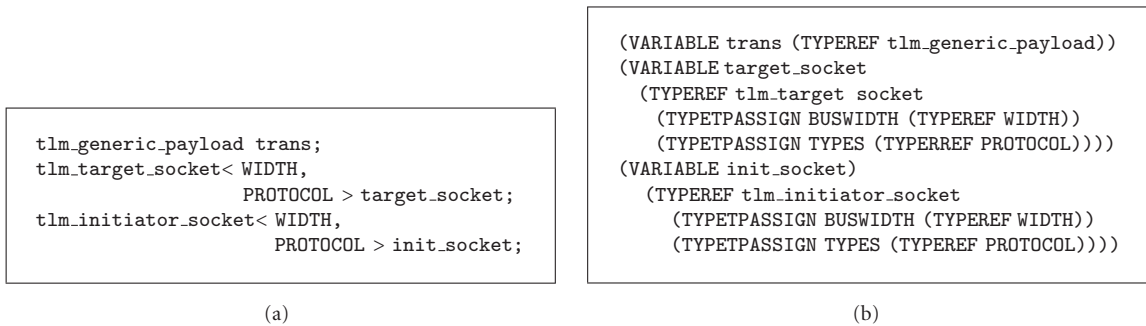 tlm_generic_payload trans;
tlm_target_socket< WIDTH,
PROTOCOL > target_socket;
tlm_initiator_socket< WIDTH,
PROTOCOL > init_socket;
(a)
(VARIABLE trans (TYPEREF tlm_generic_payload))
(VARIABLE target_socket
(TYPEREF tlm_target socket
(TYPETPASSIGN BUSWIDTH (TYPEREF WIDTH))
(TYPETPASSIGN TYPES (TYPERREF PROTOCOL))))
(VARIABLE init_socket)
(TYPEREF tlm_initiator_socket
(TYPETPASSIGN BUSWIDTH (TYPEREF WIDTH))
(TYPETPASSIGN TYPES (TYPEREF PROTOCOL))))
(b)